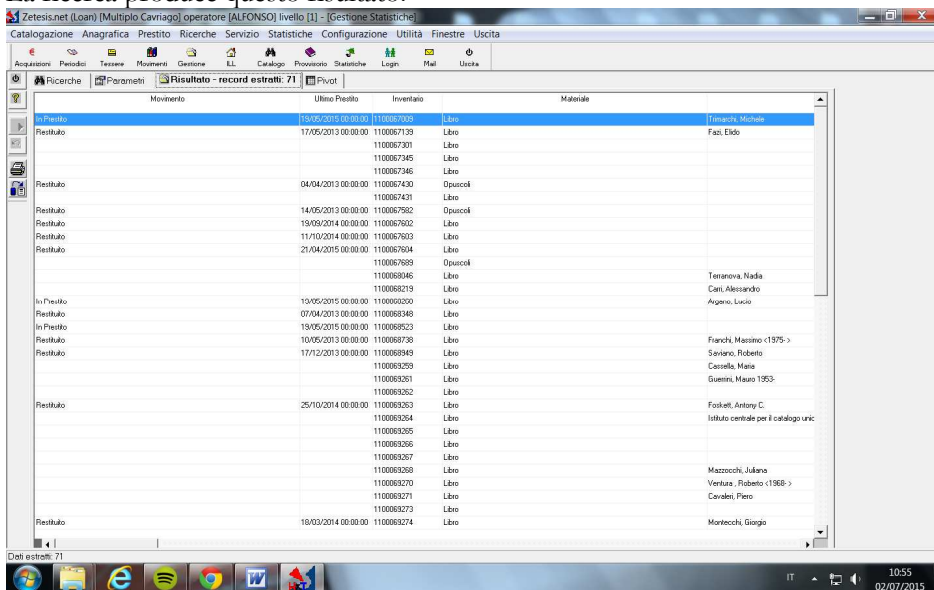 La ricerca produce questo risultato:
Zetesis.net (Loan) [Multiplo Cavriago] operatore [ALFONSO] livello [1] - [Gestione Statistiche]
Catalogazione Anagrafica Prestito Ricerche Servizio Statistiche Configurazione Utilità Finestre Uscita
Acquisizioni Periodici Tessere Movimenti Gestione ILL Catalogo Provvisorio Statistiche Login Mail Uscita
Ricerche Parametri Risultato - record estratti: 71 Pivot
Movimento Ultimo Prestito Inventario Materiale
In Prestito 19/05/2015 00:00:00 1100067009 Libro Trimarchi, Michele
Restituito 17/05/2013 00:00:00 1100067139 Libro Fazi, Elido
1100067301 Libro
1100067345 Libro
1100067346 Libro
Restituito 04/04/2013 00:00:00 1100067430 Opuscoli
1100067431 Libro
Restituito 14/05/2013 00:00:00 1100067582 Opuscoli
Restituito 19/09/2014 00:00:00 1100067602 Libro
Restituito 11/10/2014 00:00:00 1100067603 Libro
Restituito 21/04/2015 00:00:00 1100067604 Libro
1100067689 Opuscoli
1100068046 Libro Terranova, Nadia
1100068219 Libro Carri, Alessandro
In Prestito 19/05/2015 00:00:00 1100068260 Libro Argano, Lucio
Restituito 07/04/2013 00:00:00 1100068348 Libro
In Prestito 19/05/2015 00:00:00 1100068523 Libro
Restituito 10/05/2013 00:00:00 1100068738 Libro Franchi, Massimo <1975- >
Restituito 17/12/2013 00:00:00 1100068949 Libro Saviano, Roberto
1100069259 Libro Cassella, Maria
1100069261 Libro Guerrini, Mauro 1953-
1100069262 Libro
Restituito 25/10/2014 00:00:00 1100069263 Libro Foskett, Antony C.
1100069264 Libro Istituto centrale per il catalogo unic
1100069265 Libro
1100069266 Libro
1100069267 Libro
1100069268 Libro Mazzocchi, Juliana
1100069270 Libro Ventura , Roberto <1968- >
1100069271 Libro Cavaleri, Piero
1100069273 Libro
Restituito 18/03/2014 00:00:00 1100069274 Libro Montecchi, Giorgio
Dati estratti: 71
IT 10:55
02/07/2015